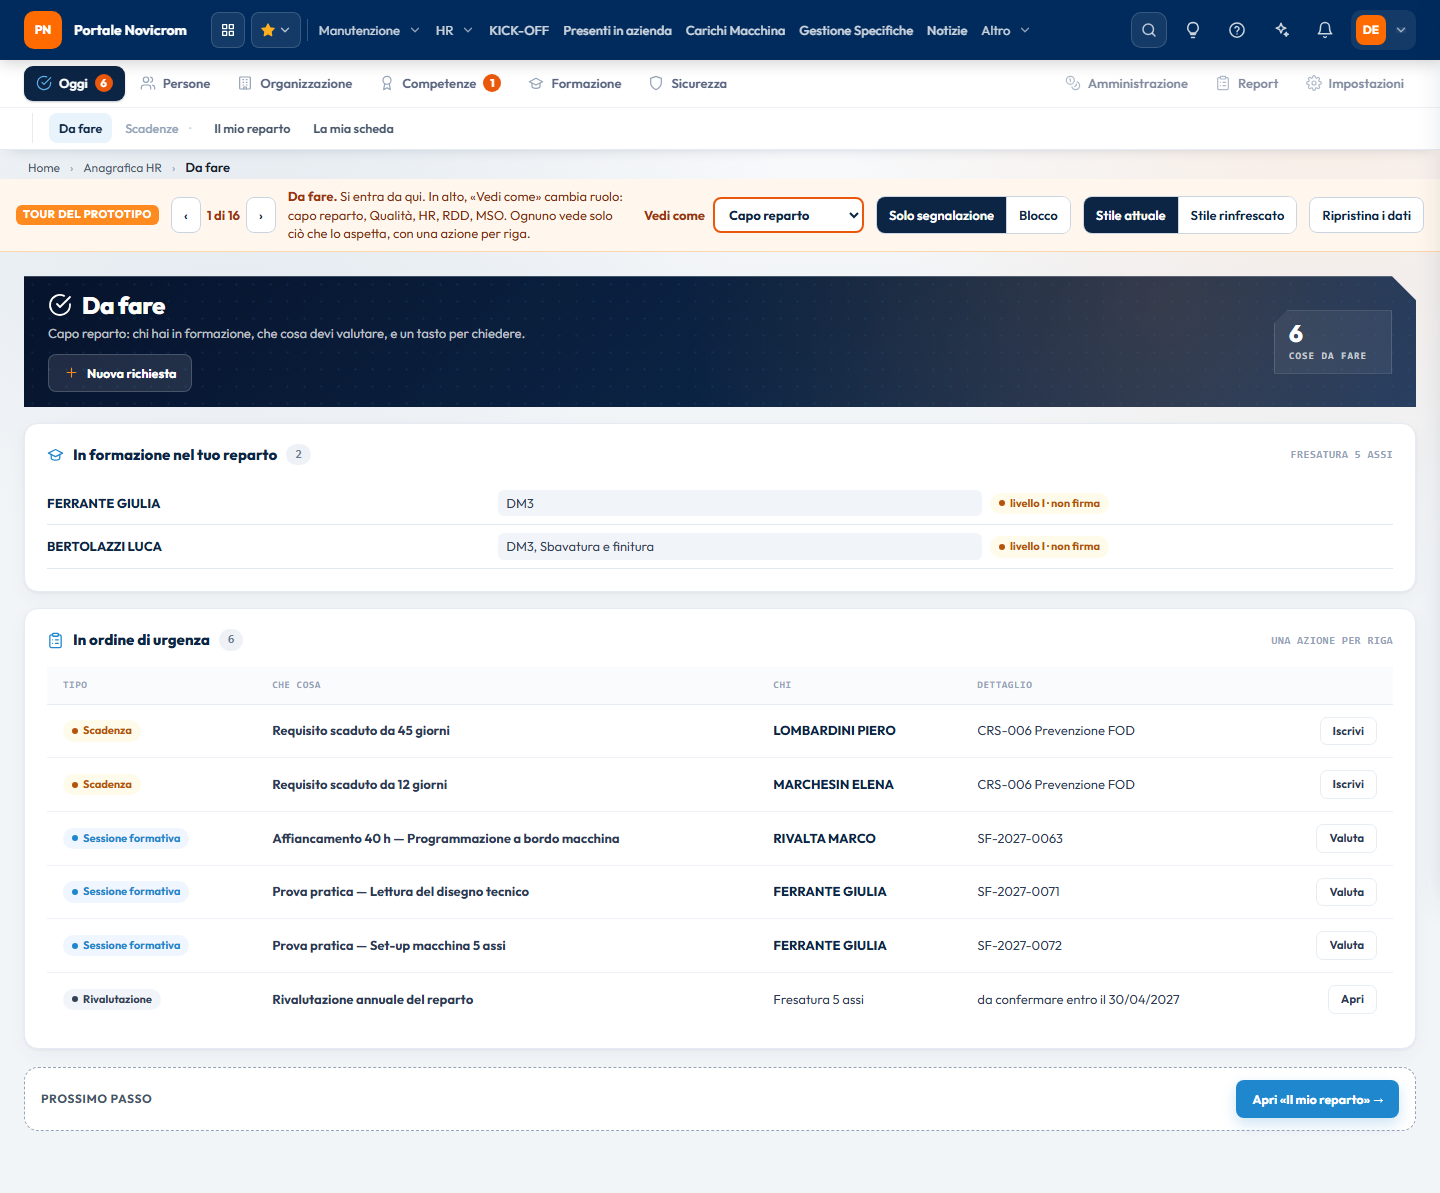 PN Portale Novicrom Manutenzione HR KICK-OFF Presenti in azienda Carichi Macchina Gestione Specifiche Notizie Altro DE
Oggi 6 Persone Organizzazione Competenze 1 Formazione Sicurezza Amministrazione Report Impostazioni
Da fare Scadenze · Il mio reparto La mia scheda
Home › Anagrafica HR › Da fare
TOUR DEL PROTOTIPO ‹ 1 di 16 ›
Da fare. Si entra da qui. In alto, «Vedi come» cambia ruolo:
capo reparto, Qualità, HR, RDD, MSO. Ognuno vede solo
ciò che lo aspetta, con una azione per riga.
Vedi come Capo reparto Solo segnalazione Blocco Stile attuale Stile rinfrescato Ripristina i dati
Da fare
Capo reparto: chi hai in formazione, che cosa devi valutare, e un tasto per chiedere.
+ Nuova richiesta
6
COSE DA FARE
In formazione nel tuo reparto 2 FRESATURA 5 ASSI
FERRANTE GIULIA DM3 livello I · non firma
BERTOLAZZI LUCA DM3, Sbavatura e finitura livello I · non firma
In ordine di urgenza 6 UNA AZIONE PER RIGA
TIPO CHE COSA CHI DETTAGLIO
Scadenza Requisito scaduto da 45 giorni LOMBARDINI PIERO CRS-006 Prevenzione FOD Iscrivi
Scadenza Requisito scaduto da 12 giorni MARCHESIN ELENA CRS-006 Prevenzione FOD Iscrivi
Sessione formativa Affiancamento 40 h — Programmazione a bordo macchina RIVALTA MARCO SF-2027-0063 Valuta
Sessione formativa Prova pratica — Lettura del disegno tecnico FERRANTE GIULIA SF-2027-0071 Valuta
Sessione formativa Prova pratica — Set-up macchina 5 assi FERRANTE GIULIA SF-2027-0072 Valuta
Rivalutazione Rivalutazione annuale del reparto Fresatura 5 assi da confermare entro il 30/04/2027 Apri
PROSSIMO PASSO Apri «Il mio reparto» →